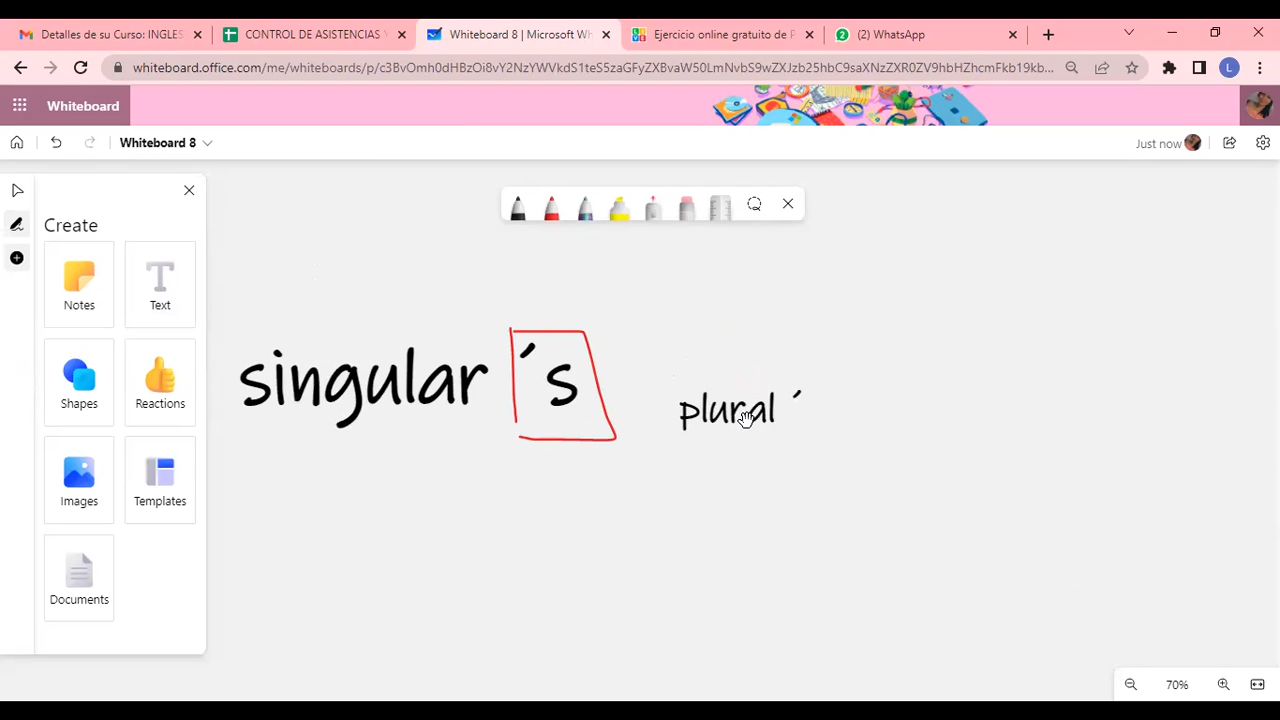 Detalles de su Curso: INGLES
CONTROL DE ASISTENCIAS
Whiteboard 8 | Microsoft Wh
Ejercicio online gratuito de P
(2) WhatsApp
whiteboard.office.com/me/whiteboards/p/c3BvOmh0dHBzOi8vY2NzYWVkdS1teS5zaGFyZXBvaW50LmNvbS9wZXJzb25hbC9saXNzZXR0ZV9hbHZhcmFkb19kb...
Whiteboard
Whiteboard 8
Just now
Create
Notes
Text
Shapes
Reactions
Images
Templates
Documents
singular ´s
plural ´
70%